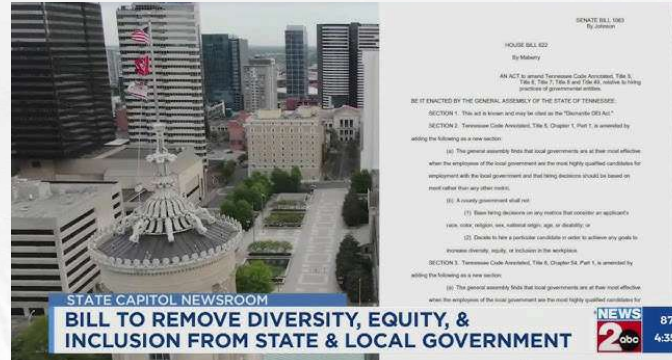 SENATE BILL 1083
By Johnson
HOUSE BILL 622
By Maberry
AN ACT to amend Tennessee Code Annotated, Title 5;
Title 6; Title 7; Title 8 and Title 49, relative to hiring
practices of governmental entities.
BE IT ENACTED BY THE GENERAL ASSEMBLY OF THE STATE OF TENNESSEE:
SECTION 1. This act is known and may be cited as the "Dismantle DEI Act."
SECTION 2. Tennessee Code Annotated, Title 5, Chapter 1, Part 1, is amended by
adding the following as a new section:
(a) The general assembly finds that local governments are at their most effective
when the employees of the local government are the most highly qualified candidates for
employment with the local government and that hiring decisions should be based on
merit rather than any other metric.
(b) A county government shall not:
(1) Base hiring decisions on any metrics that consider an applicant's
race, color, religion, sex, national origin, age, or disability; or
(2) Decide to hire a particular candidate in order to achieve any goals to
increase diversity, equity, or inclusion in the workplace.
SECTION 3. Tennessee Code Annotated, Title 6, Chapter 54, Part 1, is amended by
adding the following as a new section:
(a) The general assembly finds that local governments are at their most effective
when the employees of the local government are the most highly qualified candidates for
STATE CAPITOL NEWSROOM
BILL TO REMOVE DIVERSITY, EQUITY, &
INCLUSION FROM STATE & LOCAL GOVERNMENT
NEWS
2 abc
87